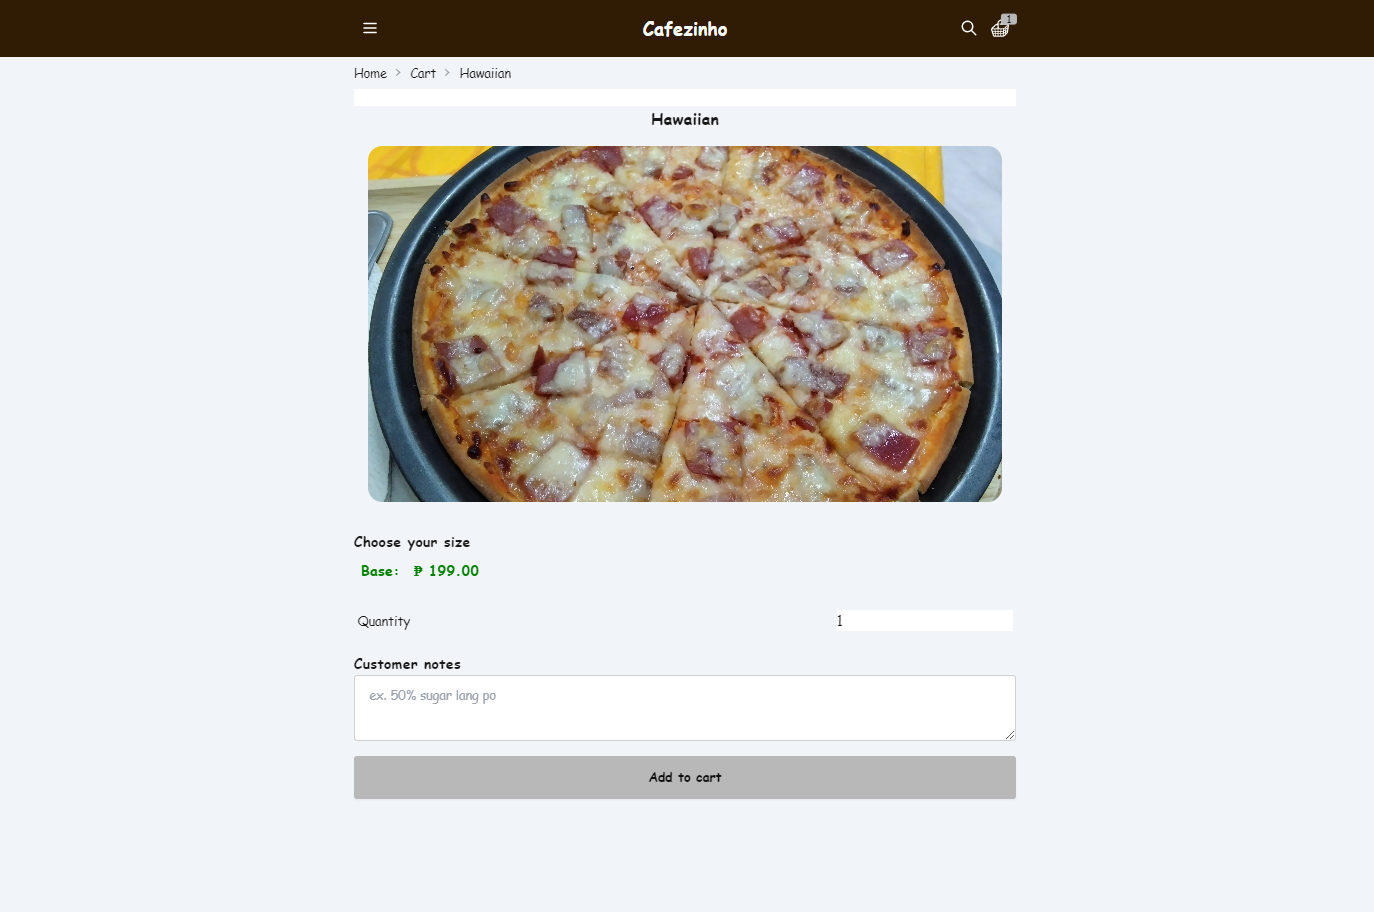 Cafezinho
1
Home > Cart > Hawaiian
Hawaiian
Choose your size
Base: ₱ 199.00
Quantity 1
Customer notes
ex. 50% sugar lang po
Add to cart